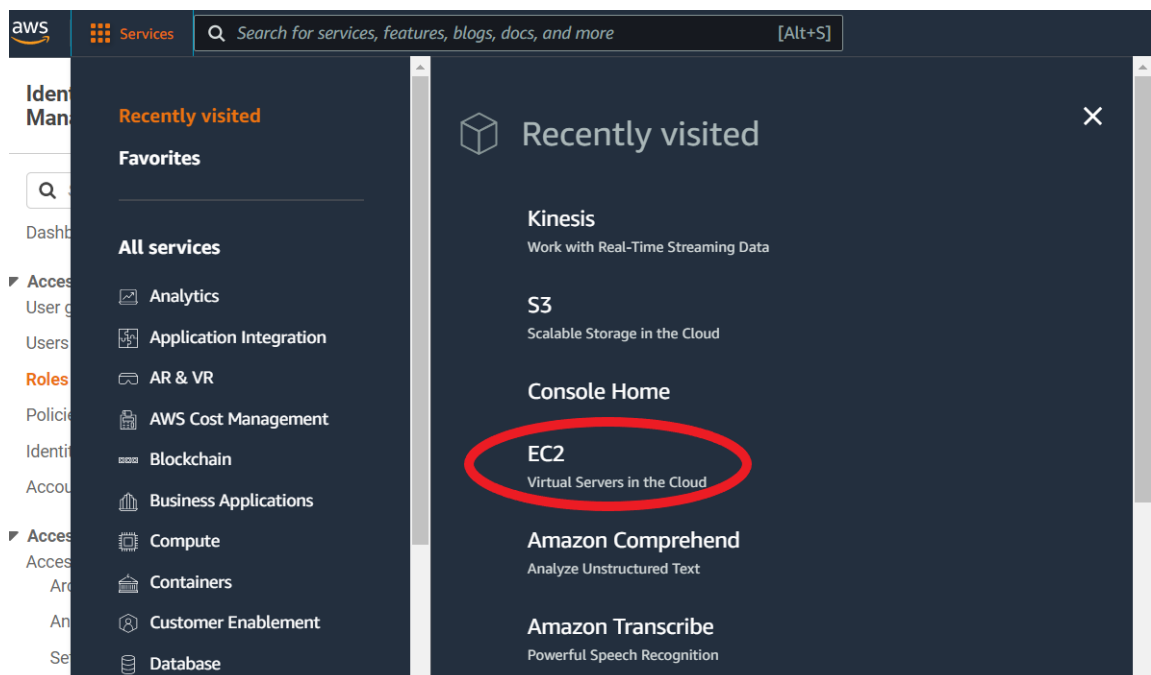 aws
Services
Search for services, features, blogs, docs, and more
[Alt+S]
Recently visited
Favorites
All services
Analytics
Application Integration
AR & VR
AWS Cost Management
Blockchain
Business Applications
Compute
Containers
Customer Enablement
Database
Recently visited
Kinesis
Work with Real-Time Streaming Data
S3
Scalable Storage in the Cloud
Console Home
EC2
Virtual Servers in the Cloud
Amazon Comprehend
Analyze Unstructured Text
Amazon Transcribe
Powerful Speech Recognition
Users
Roles